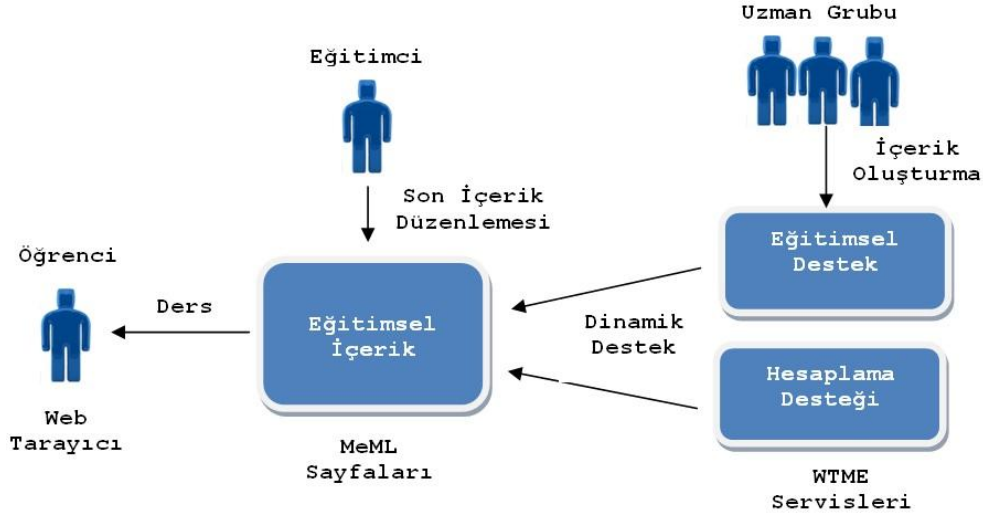 Uzman Grubu
Eğitimci
İçerik
Oluşturma
Son İçerik
Düzenlemesi
Eğitimsel
Destek
Öğrenci
Ders
Eğitimsel
İçerik
Dinamik
Destek
Hesaplama
Desteği
Web
Tarayıcı
MeML
Sayfaları
WTME
Servisleri